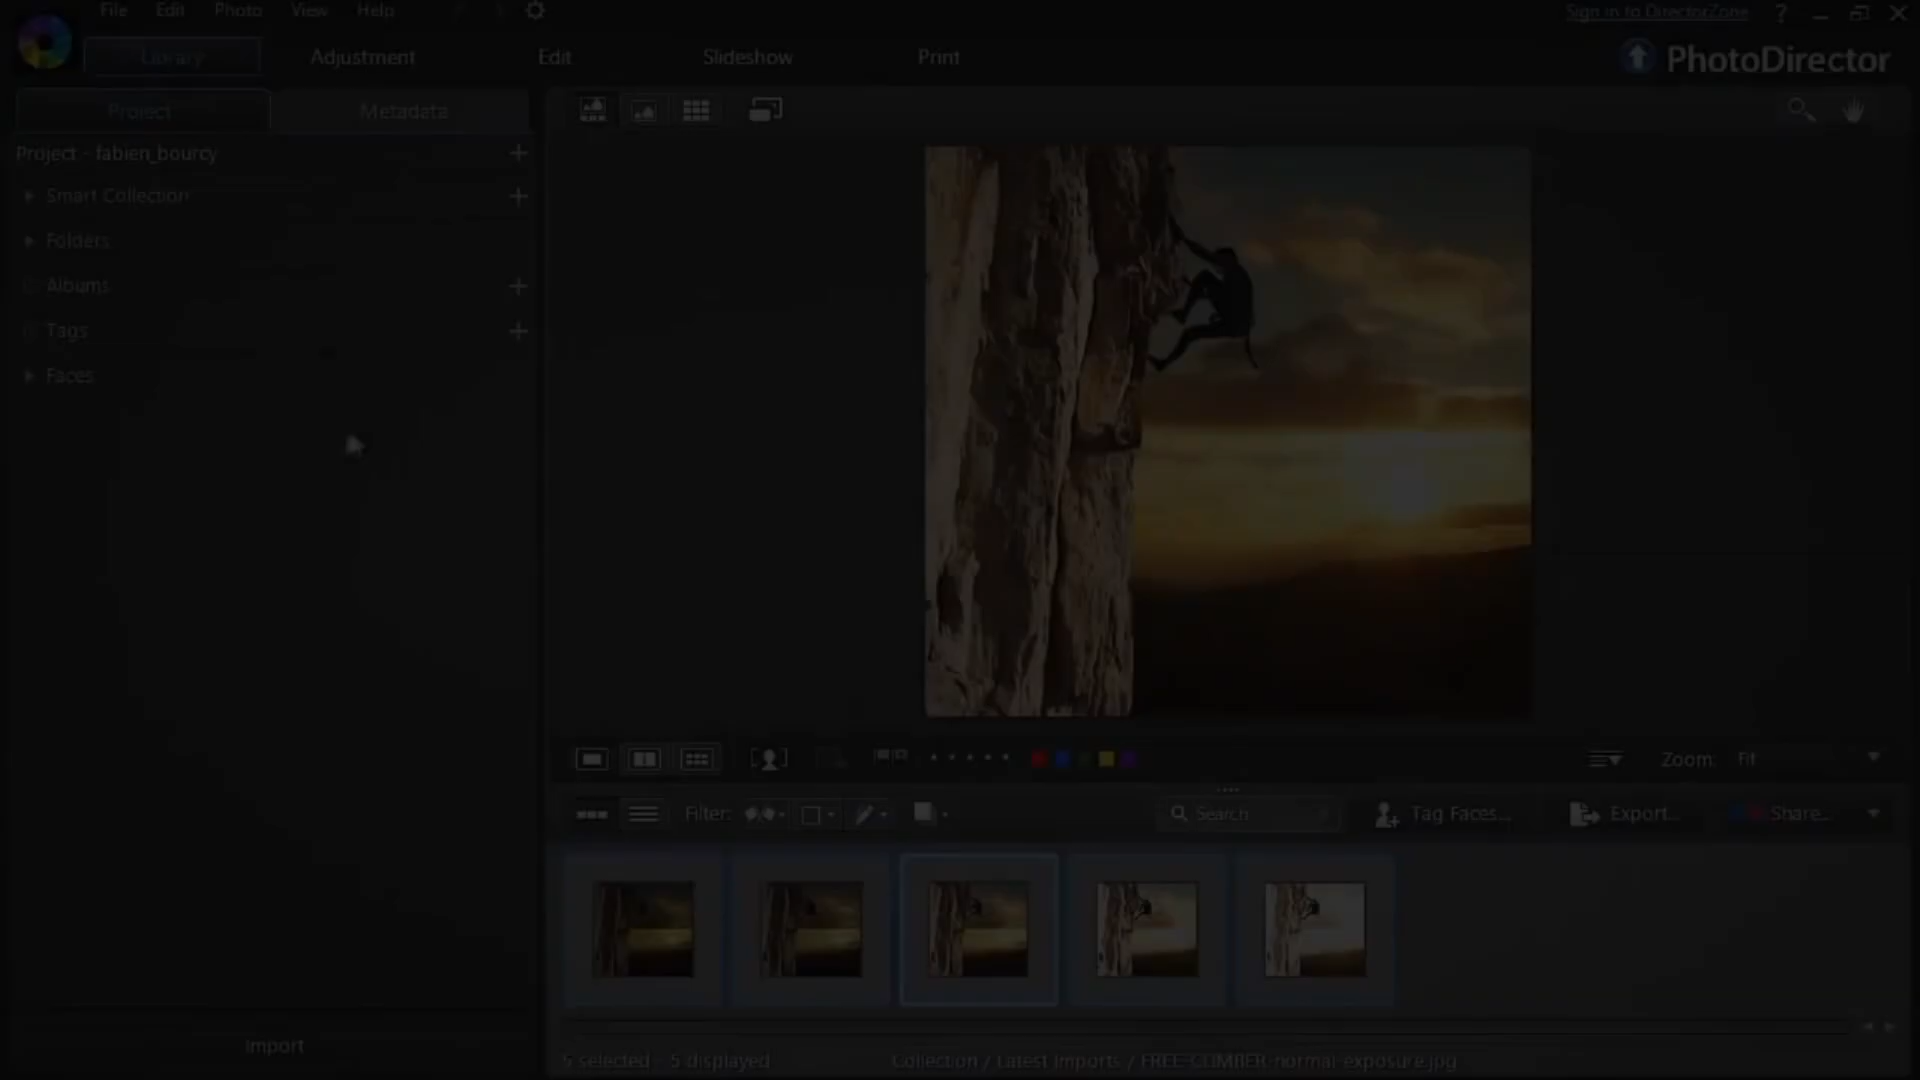 File Edit Photo View Help
Sign in to DirectorZone ?
Library Adjustment Edit Slideshow Print
PhotoDirector
Project Metadata
Project - fabien_bourcy
Smart Collection
Folders
Albums
Tags
Faces
Zoom: Fit
Filter: Search Tag Faces... Export... Share...
Import
5 selected - 5 displayed Collection / Latest Imports / FREE-CLIMBER-normal-exposure.jpg